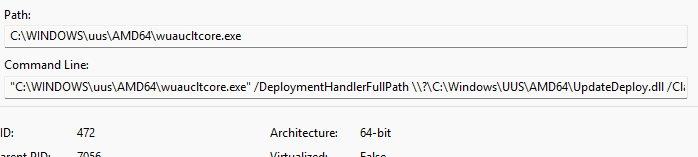 Path:
C:\WINDOWS\uus\AMD64\wuaucltcore.exe
Command Line:
"C:\WINDOWS\uus\AMD64\wuaucltcore.exe" /DeploymentHandlerFullPath \\?\C:\Windows\UUS\AMD64\UpdateDeploy.dll /Cla
ID: 472 Architecture: 64-bit
arent PID: 7056 Virtualized: False